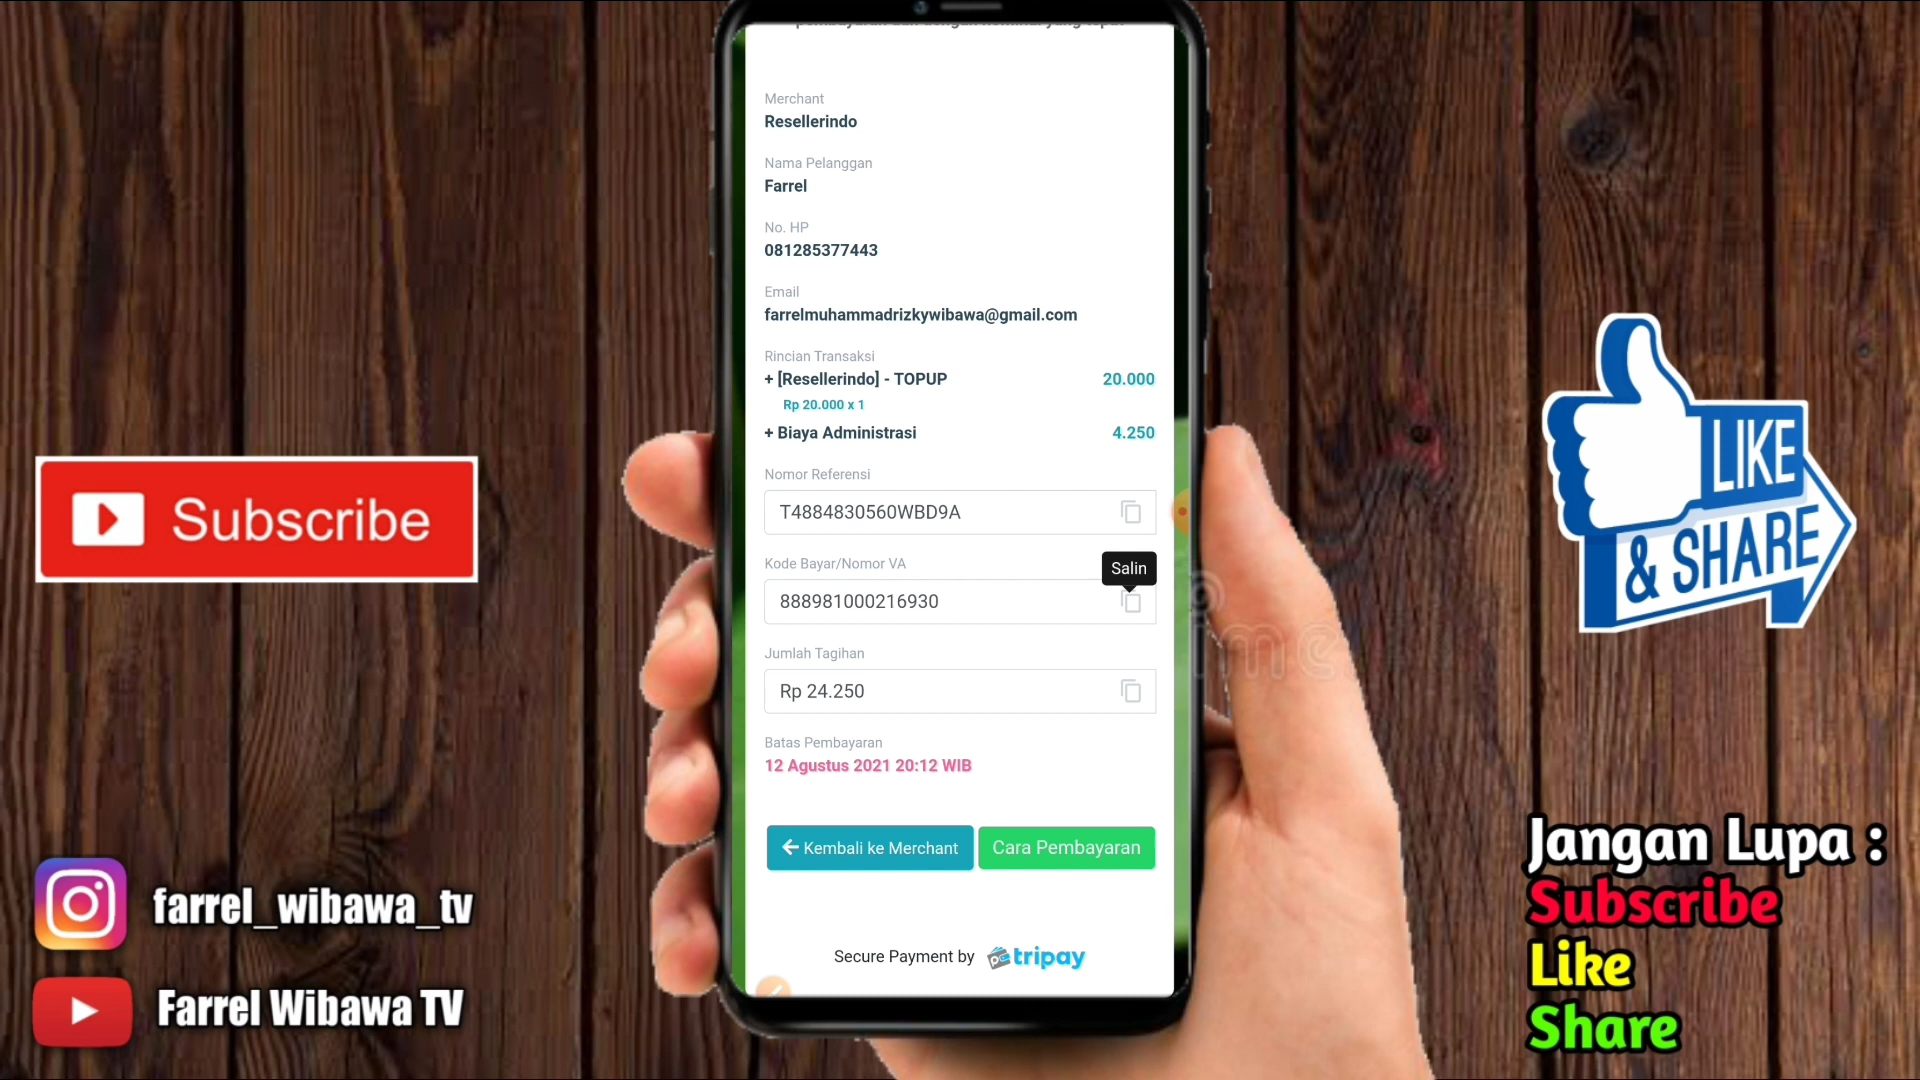 Merchant
Resellerindo
Nama Pelanggan
Farrel
No. HP
081285377443
Email
farrelmuhammadrizkywibawa@gmail.com
Rincian Transaksi
+ [Resellerindo] - TOPUP 20.000
Rp 20.000 x 1
+ Biaya Administrasi 4.250
Nomor Referensi
T4884830560WBD9A
Kode Bayar/Nomor VA
Salin
888981000216930
Jumlah Tagihan
Rp 24.250
Batas Pembayaran
12 Agustus 2021 20:12 WIB
Kembali ke Merchant
Cara Pembayaran
Secure Payment by tripay
Subscribe
farrel_wibawa_tv
Farrel Wibawa TV
LIKE
& SHARE
Jangan Lupa :
Subscribe
Like
Share